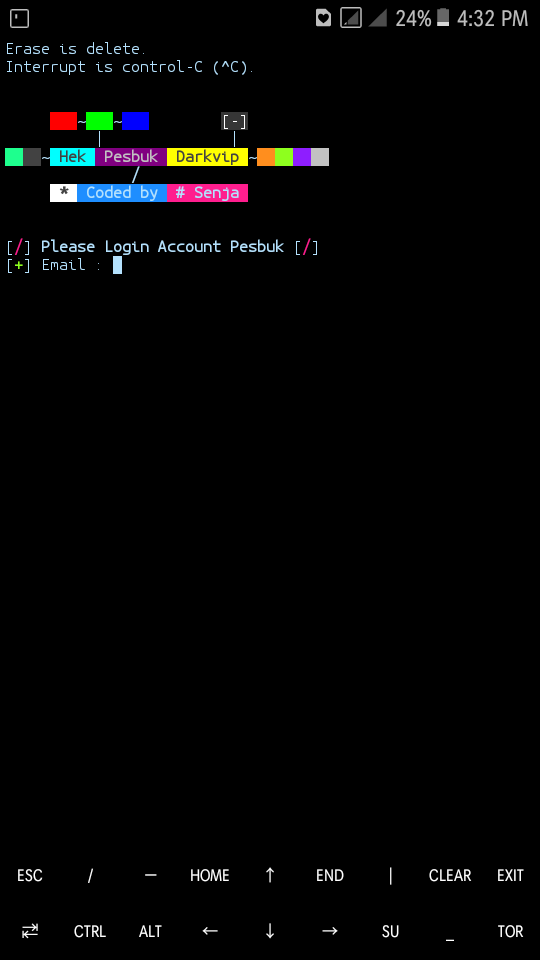 24% 4:32 PM
Erase is delete.
Interrupt is control-C (^C).
~ ~ [-]
~ Hek Pesbuk Darkvip ~
* Coded by # Senja
[/] Please Login Account Pesbuk [/]
[+] Email :
ESC / — HOME ↑ END | CLEAR EXIT
⇄ CTRL ALT ← ↓ → SU _ TOR